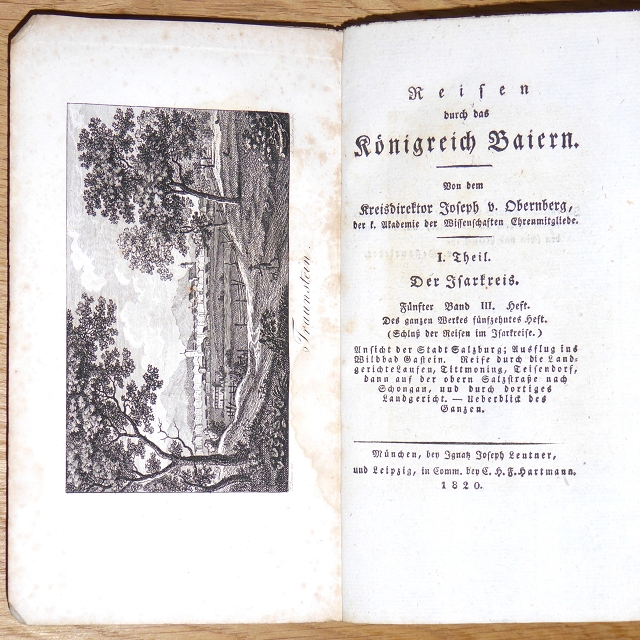 Traunstein.
Reisen
durch das
Königreich Baiern.
Von dem
Kreisdirektor Joseph v. Obernberg,
der k. Akademie der Wissenschaften Ehrenmitgliede.
I. Theil.
Der Isarkreis.
Fünfter Band III. Heft.
Des ganzen Werkes fünfzehntes Heft.
(Schluß der Reisen im Isarkreise.)
Ansicht der Stadt Salzburg; Ausflug ins
Wildbad Gastein. Reise durch die Land-
gerichte Laufen, Tittmoning, Teisendorf,
dann auf der obern Salzstraße nach
Schongau, und durch dortiges
Landgericht. — Ueberblick des
Ganzen.
München, bey Ignatz Joseph Lentner,
und Leipzig, in Comm. bey C. H. F. Hartmann.
1820.